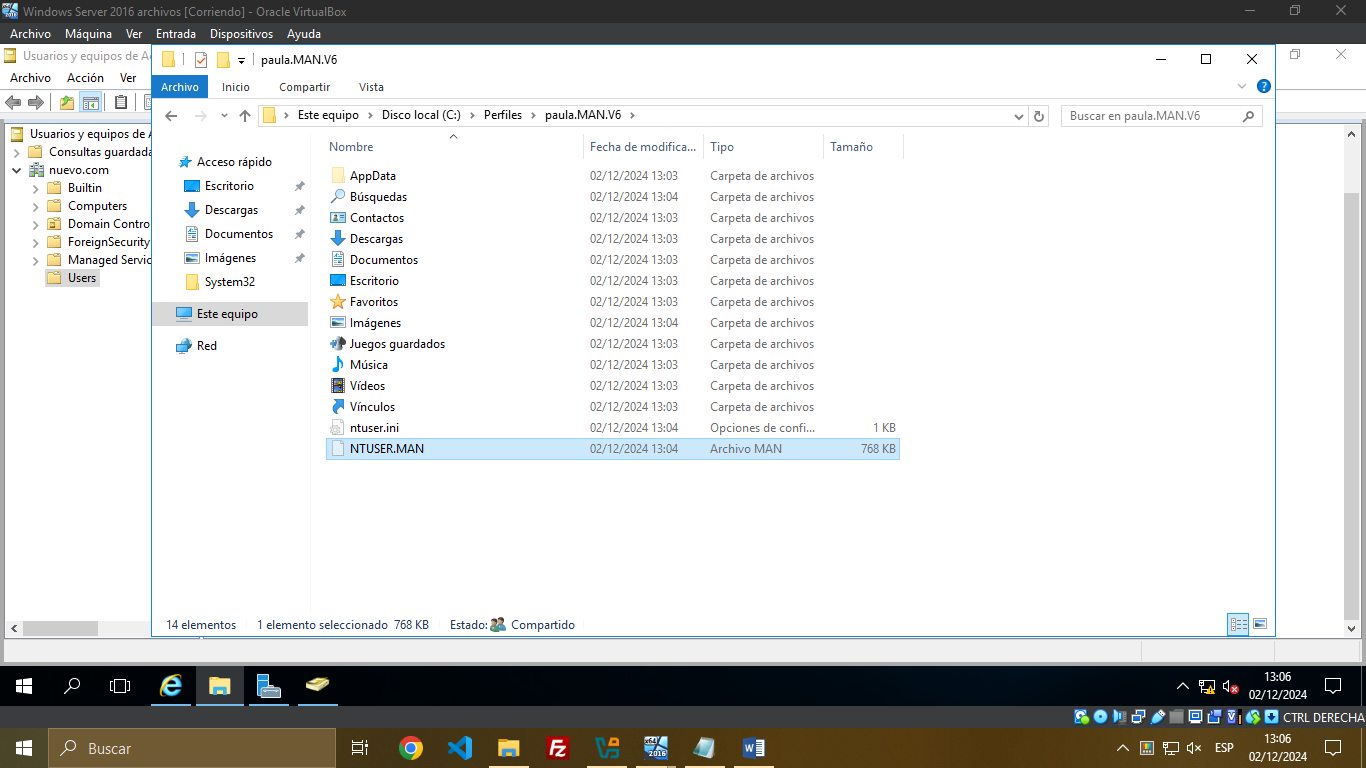 Windows Server 2016 archivos [Corriendo] - Oracle VirtualBox
Archivo Máquina Ver Entrada Dispositivos Ayuda
Usuarios y equipos de A
Archivo Acción Ver
paula.MAN.V6
Archivo Inicio Compartir Vista
Este equipo Disco local (C:) Perfiles paula.MAN.V6
Buscar en paula.MAN.V6
Usuarios y equipos de A
Consultas guardada
nuevo.com
Builtin
Computers
Domain Contro
ForeignSecurity
Managed Servic
Users
Acceso rápido
Escritorio
Descargas
Documentos
Imágenes
System32
Este equipo
Red
Nombre Fecha de modifica... Tipo Tamaño
AppData 02/12/2024 13:03 Carpeta de archivos
Búsquedas 02/12/2024 13:04 Carpeta de archivos
Contactos 02/12/2024 13:03 Carpeta de archivos
Descargas 02/12/2024 13:03 Carpeta de archivos
Documentos 02/12/2024 13:03 Carpeta de archivos
Escritorio 02/12/2024 13:03 Carpeta de archivos
Favoritos 02/12/2024 13:03 Carpeta de archivos
Imágenes 02/12/2024 13:04 Carpeta de archivos
Juegos guardados 02/12/2024 13:03 Carpeta de archivos
Música 02/12/2024 13:03 Carpeta de archivos
Vídeos 02/12/2024 13:03 Carpeta de archivos
Vínculos 02/12/2024 13:03 Carpeta de archivos
ntuser.ini 02/12/2024 13:04 Opciones de confi... 1 KB
NTUSER.MAN 02/12/2024 13:04 Archivo MAN 768 KB
14 elementos 1 elemento seleccionado 768 KB Estado: Compartido
13:06
02/12/2024
CTRL DERECHA
Buscar
ESP
13:06
02/12/2024